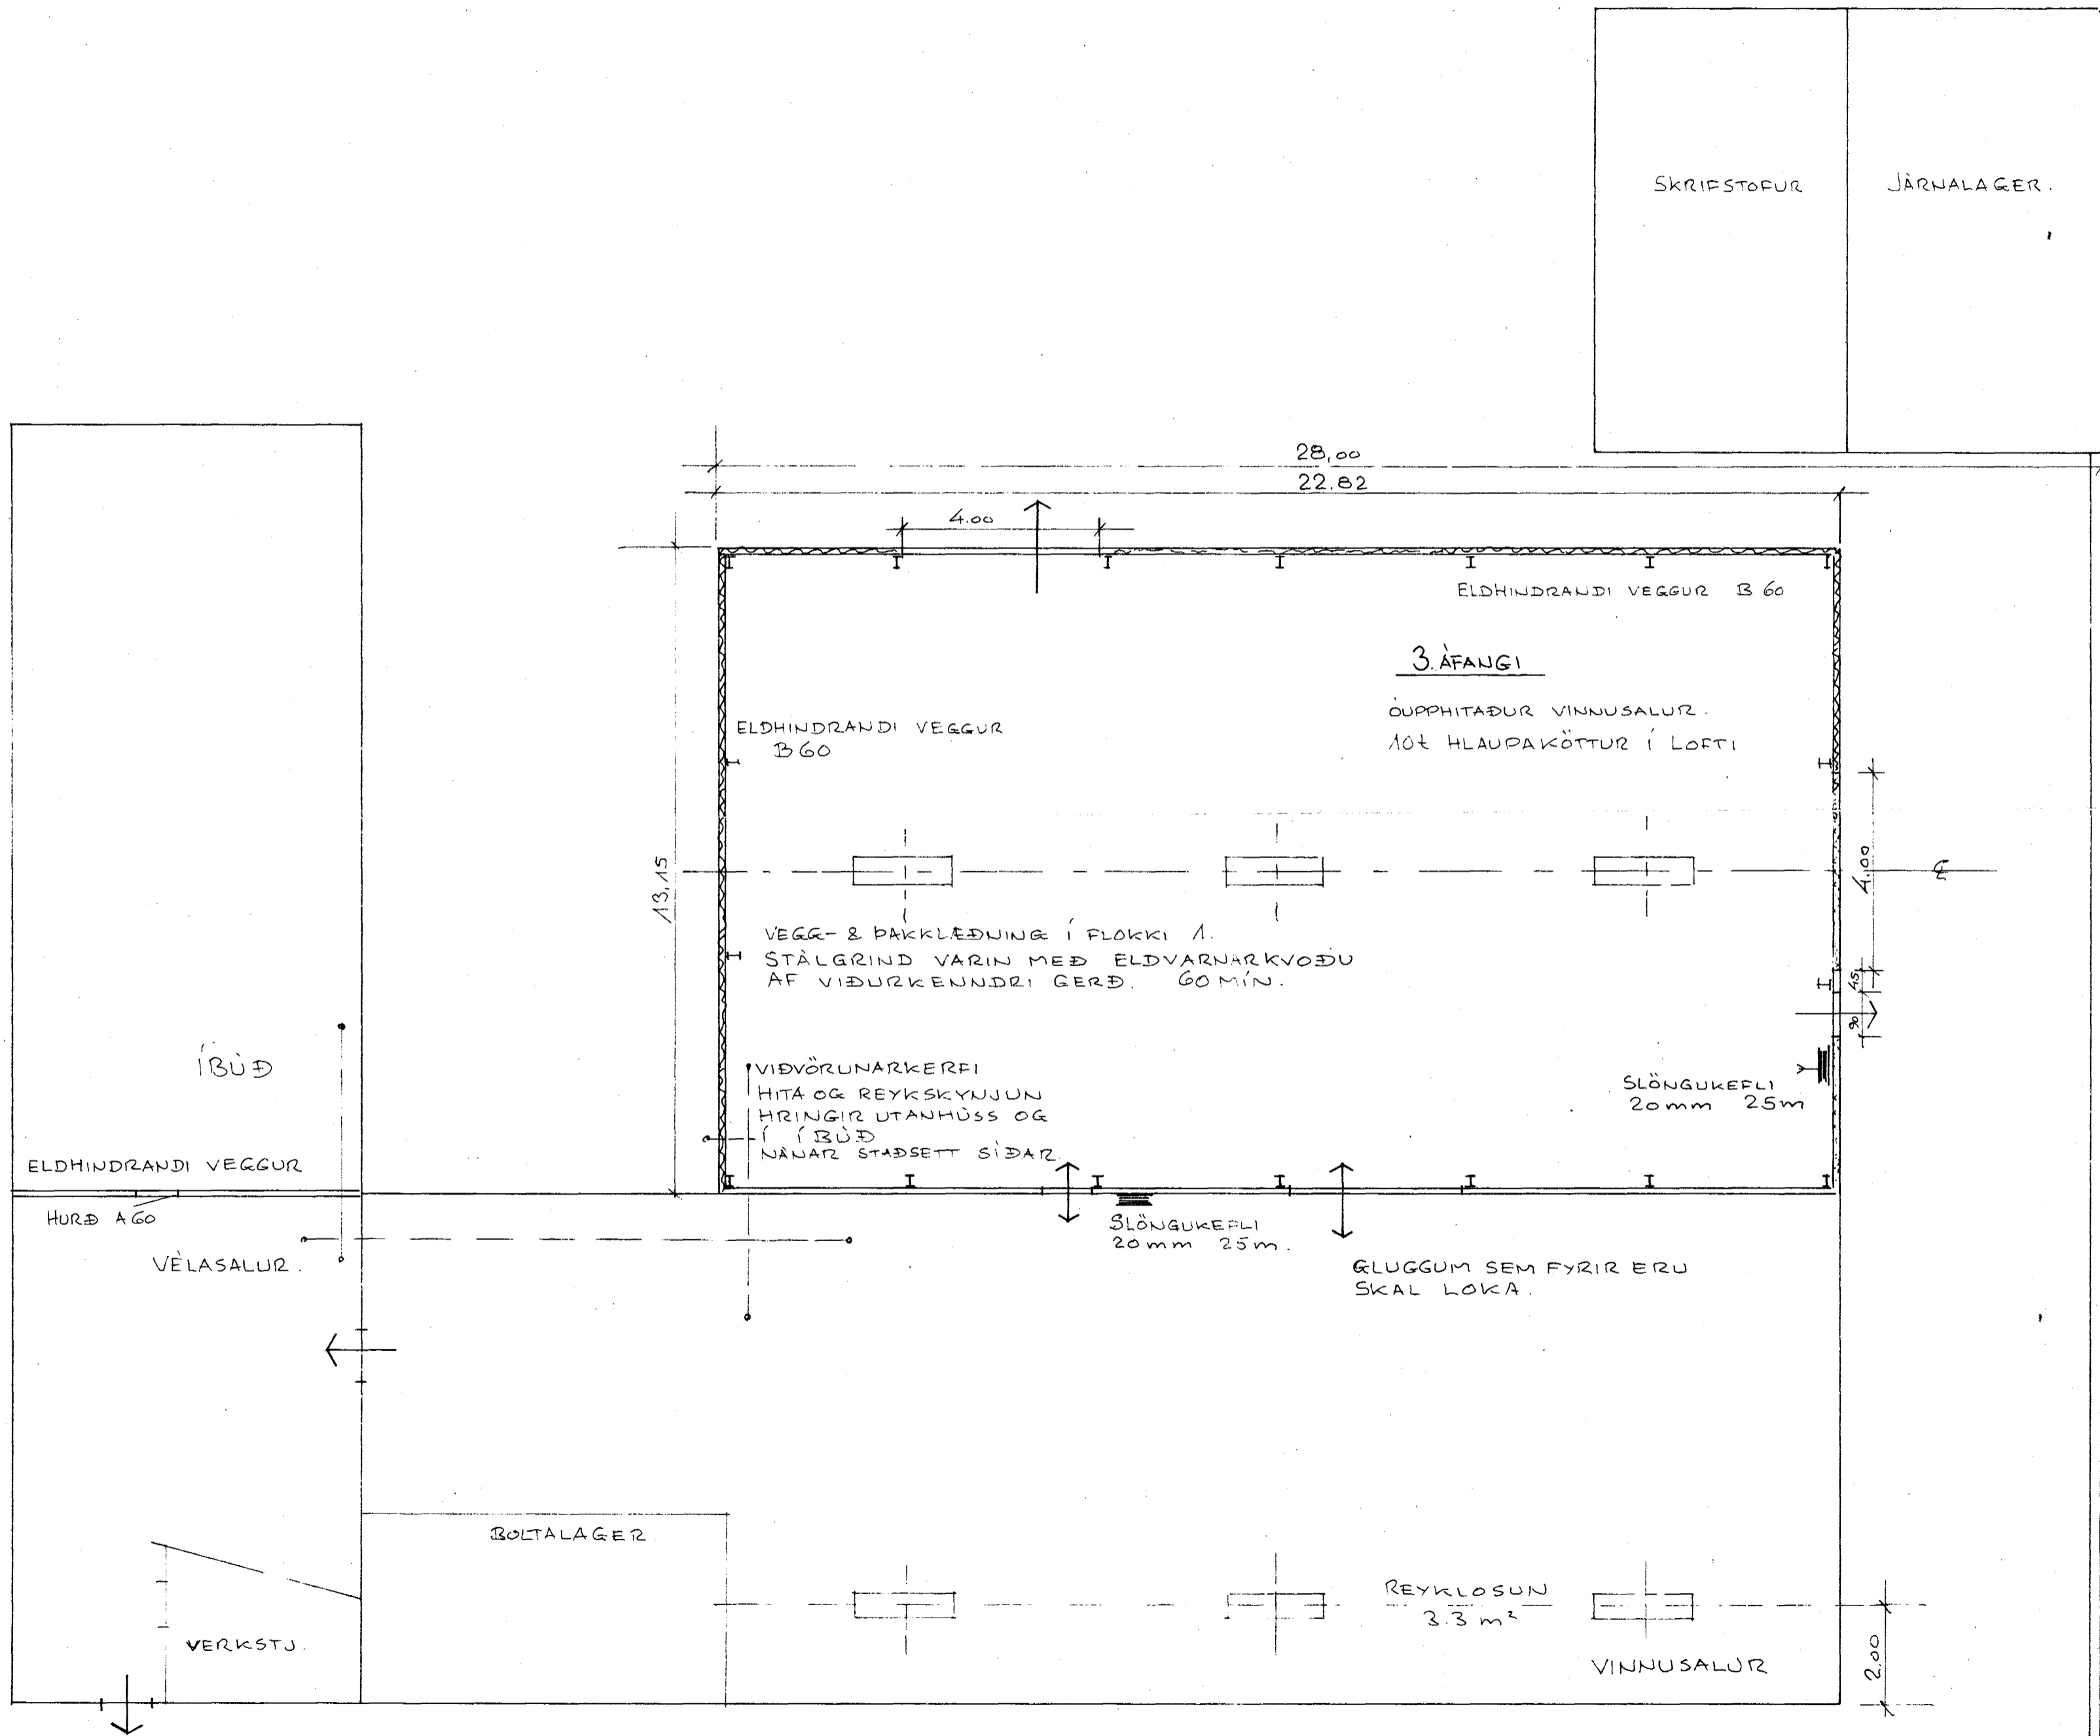 SKRIFSTOFUR
JÁRNALAGER.
28,00
22.82
4.00
ELDHINDRANDI VEGGUR B 60
3. ÁFANGI
ÓUPPHITAÐUR VINNUSALUR.
10t HLAUPAKÖTTUR Í LOFTI
ELDHINDRANDI VEGGUR
B 60
13,15
4.00
VEGG- & ÞAKKLÆÐNING Í FLOKKI 1.
STÁLGRIND VARIN MEÐ ELDVARNARKVOÐU
AF VIÐURKENNDRI GERÐ. 60 MÍN.
45
90
ÍBÚÐ
VIÐVÖRUNARKERFI
HITA OG REYKSKYNJUN
HRINGIR UTANHÚSS OG
Í ÍBÚÐ
NÁNAR STAÐSETT SÍÐAR.
SLÖNGUKEFLI
20mm 25m
ELDHINDRANDI VEGGUR
HURÐ A60
VÉLASALUR.
SLÖNGUKEFLI
20mm 25m.
GLUGGUM SEM FYRIR ERU
SKAL LOKA.
BOLTALAGER.
VERKSTJ.
REYKLOSUN
3.3 m²
VINNUSALUR
2.00